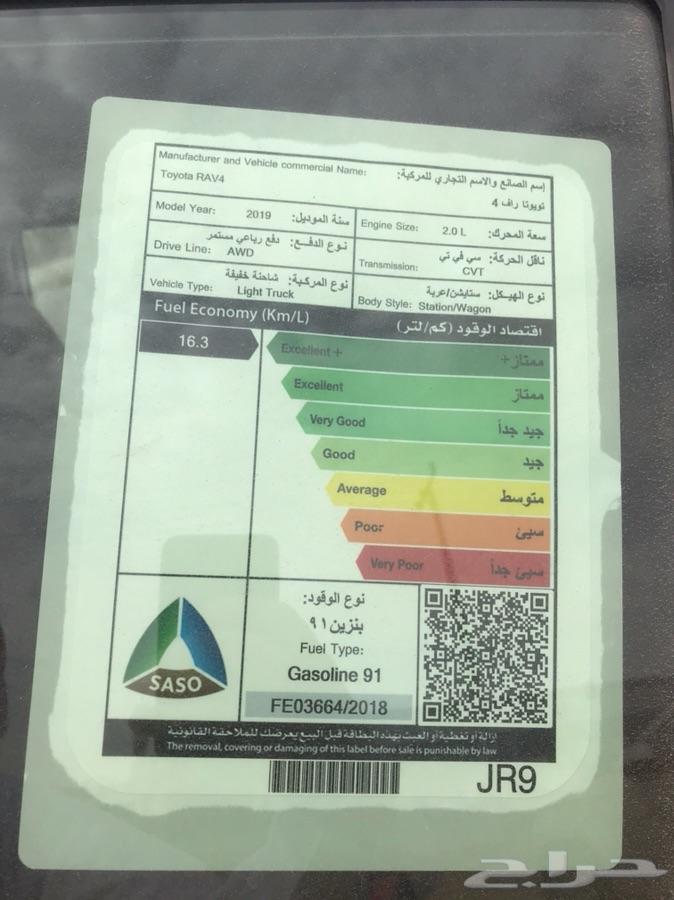 Manufacturer and Vehicle commercial Name:
إسم الصانع والاسم التجاري للمركبة:
Toyota RAV4
تويوتا راف 4
Model Year: 2019 سنة الموديل:
Engine Size: 2.0 L سعة المحرك:
نوع الدفع: دفع رباعي مستمر
Drive Line: AWD
ناقل الحركة: سي في تي
Transmission: CVT
نوع المركبة: شاحنة خفيفة
Vehicle Type: Light Truck
نوع الهيكل: ستايشن/عربة
Body Style: Station/Wagon
Fuel Economy (Km/L) اقتصاد الوقود (كم/لتر)
16.3
Excellent + ممتاز+
Excellent ممتاز
Very Good جيد جداً
Good جيد
Average متوسط
Poor سيئ
Very Poor سيئ جداً
SASO
نوع الوقود:
بنزين ٩١
Fuel Type:
Gasoline 91
FE03664/2018
إزالة أو تغطية أو العبث بهذه البطاقة قبل البيع يعرضك للملاحقة القانونية
The removal, covering or damaging of this label before sale is punishable by law
JR9
حراج